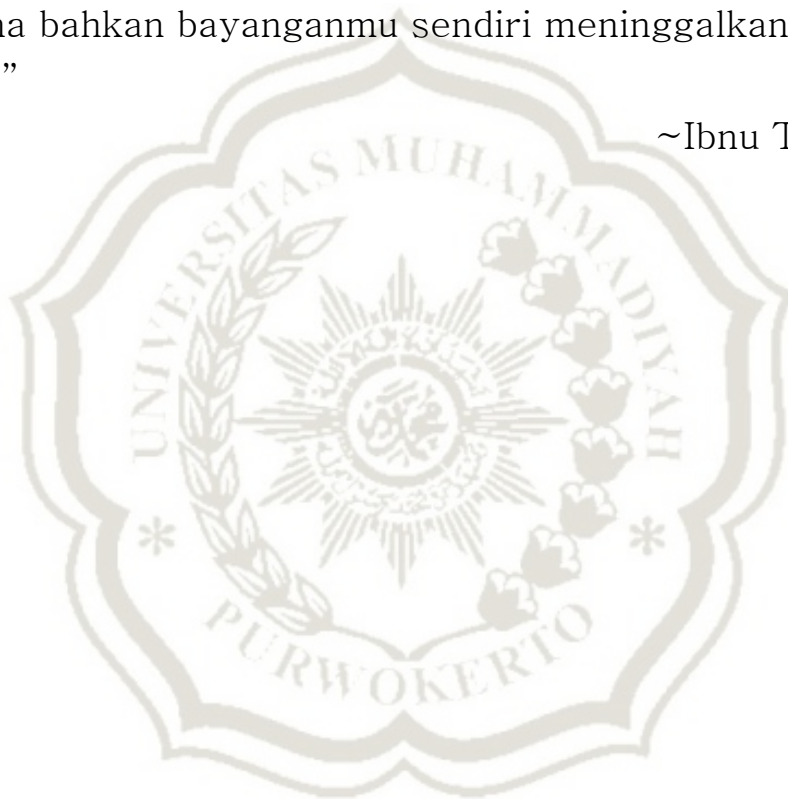 bahkan bayanganmu sendiri meninggalkan
”
~Ibnu
UNIVERSITAS MUHAMMADIYAH
PURWOKERTO